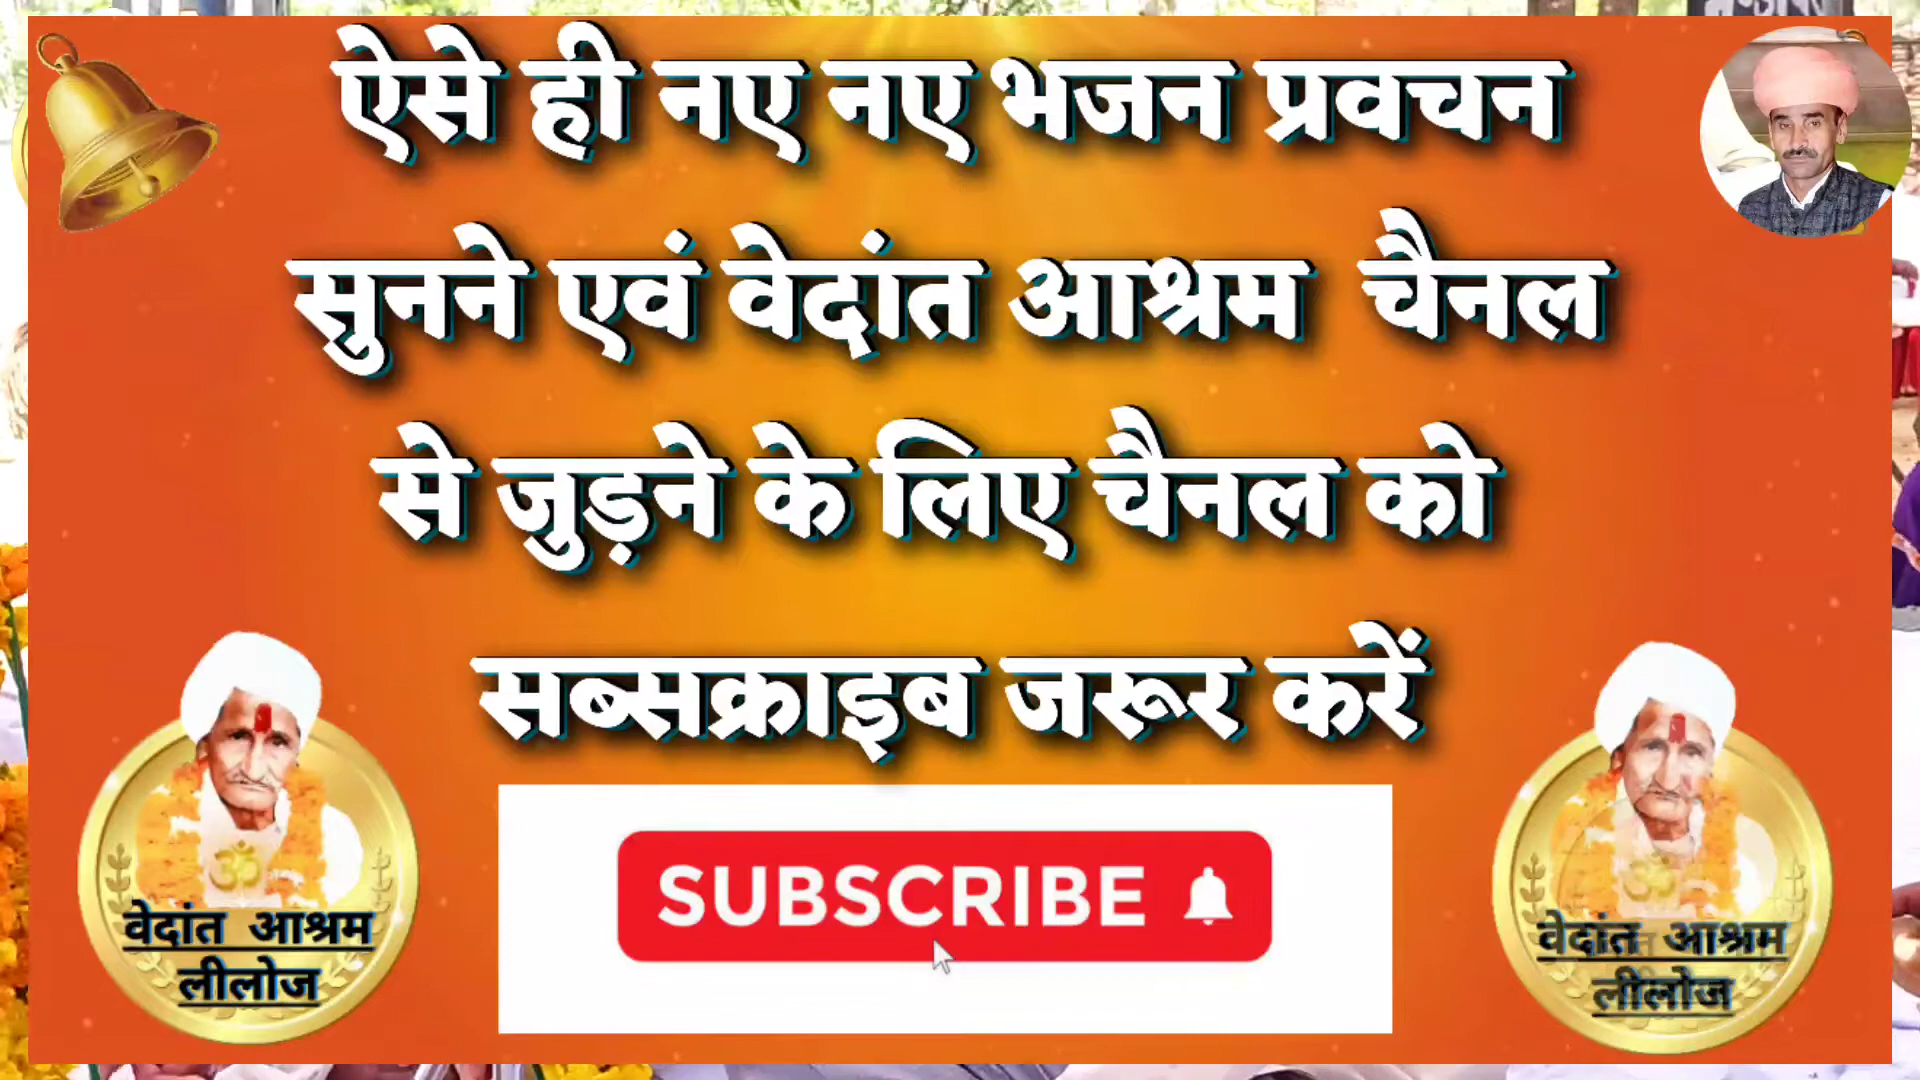 ऐसे ही नए नए भजन प्रवचन
सुनने एवं वेदांत आश्रम चैनल
से जुड़ने के लिए चैनल को
सब्सक्राइब जरूर करें
SUBSCRIBE
ॐ
वेदांत आश्रम
लीलोज
ॐ
वेदांत आश्रम
लीलोज